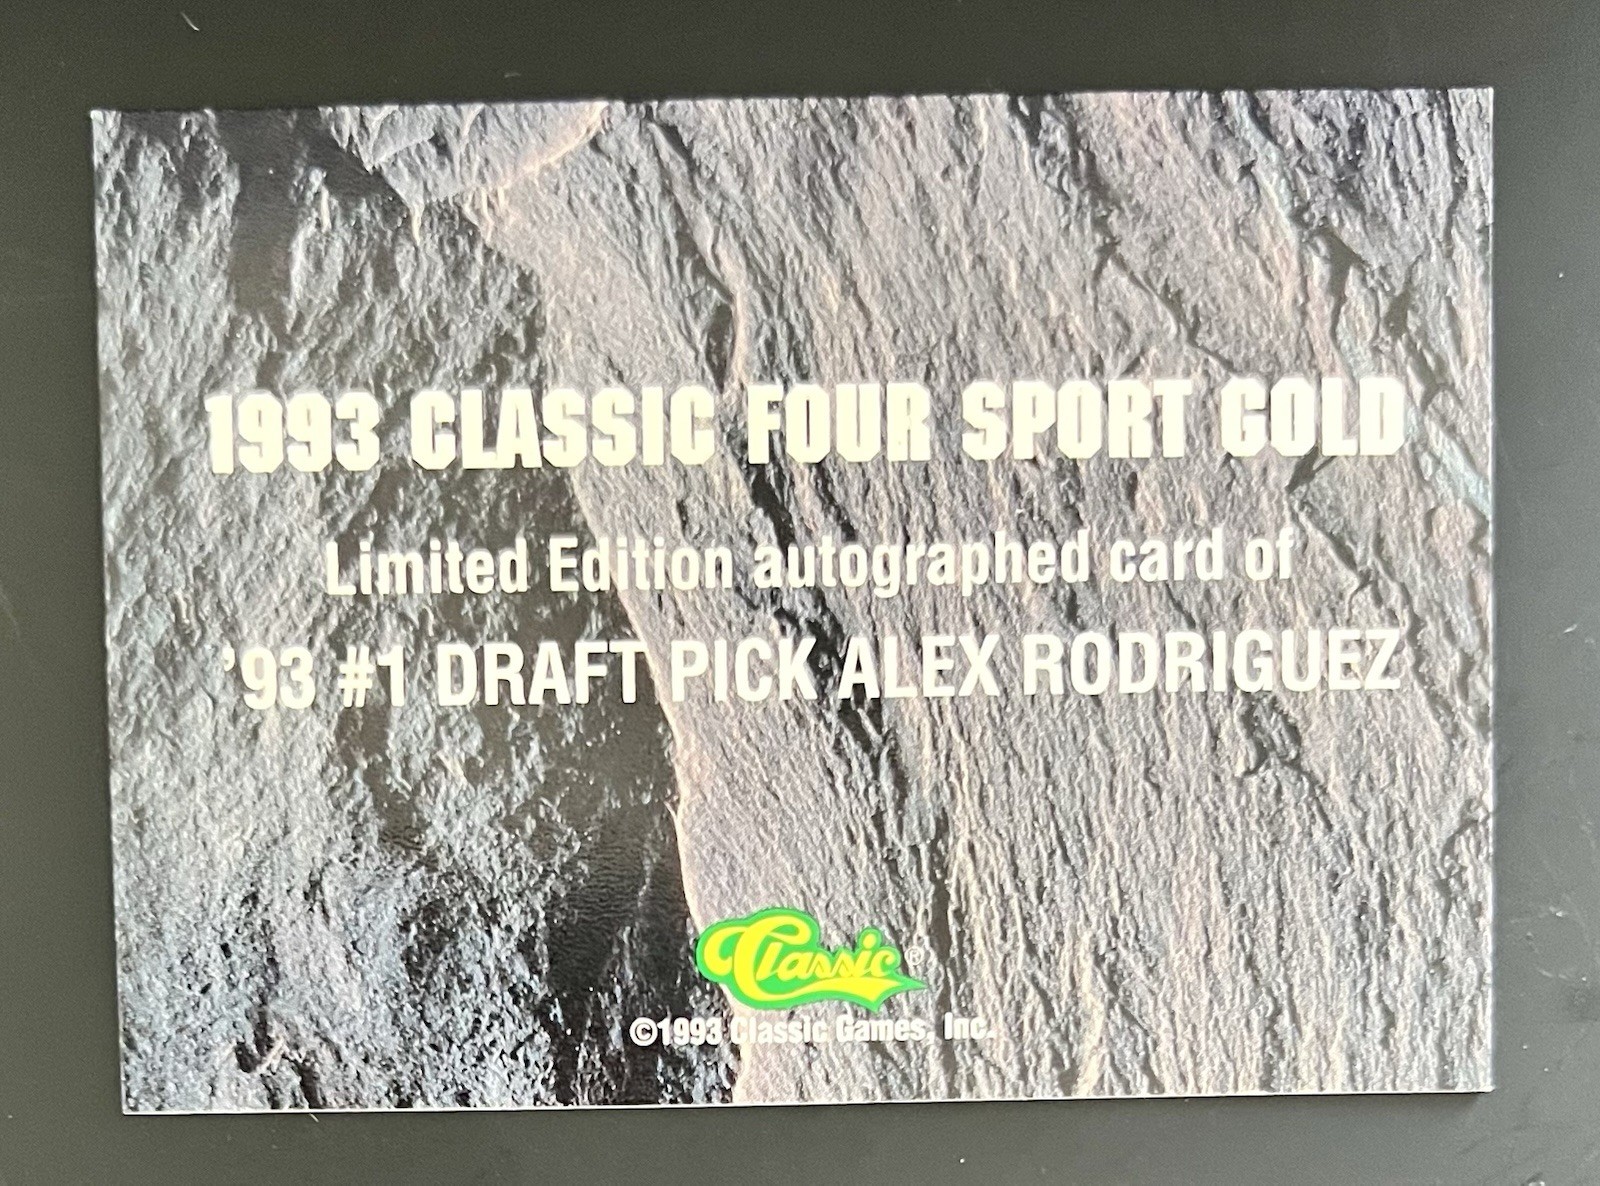 1993 CLASSIC FOUR SPORT GOLD
Limited Edition autographed card of
'93 #1 DRAFT PICK ALEX RODRIGUEZ
Classic®
©1993 Classic Games, Inc.